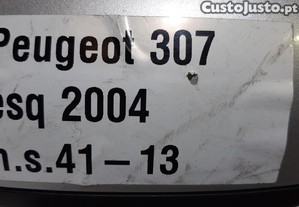 CustoJusto.pt
Peugeot 307
esq 2004
n.s.41-13